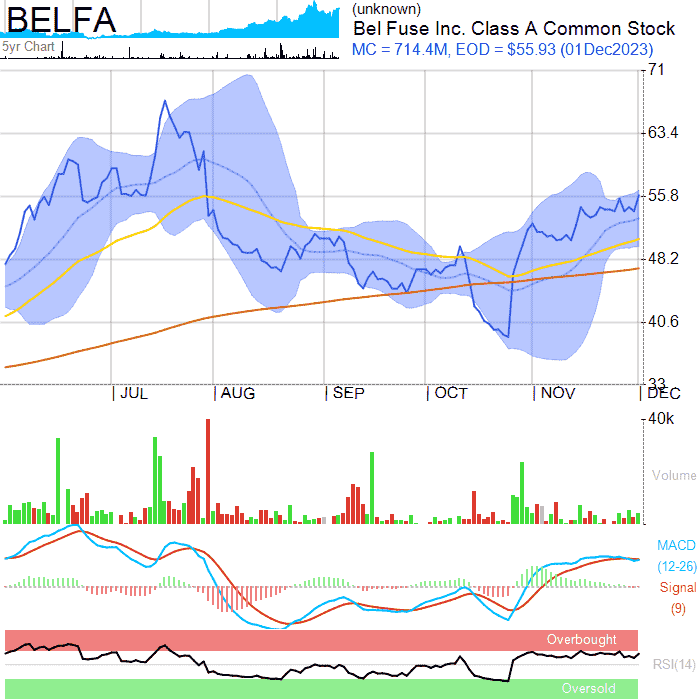 BELFA
5yr Chart
(unknown)
Bel Fuse Inc. Class A Common Stock
MC = 714.4M, EOD = $55.93 (01Dec2023)
71
63.4
55.8
48.2
40.6
33
JUL
AUG
SEP
OCT
NOV
DEC
40k
Volume
MACD
(12-26)
Signal
(9)
Overbought
RSI(14)
Oversold